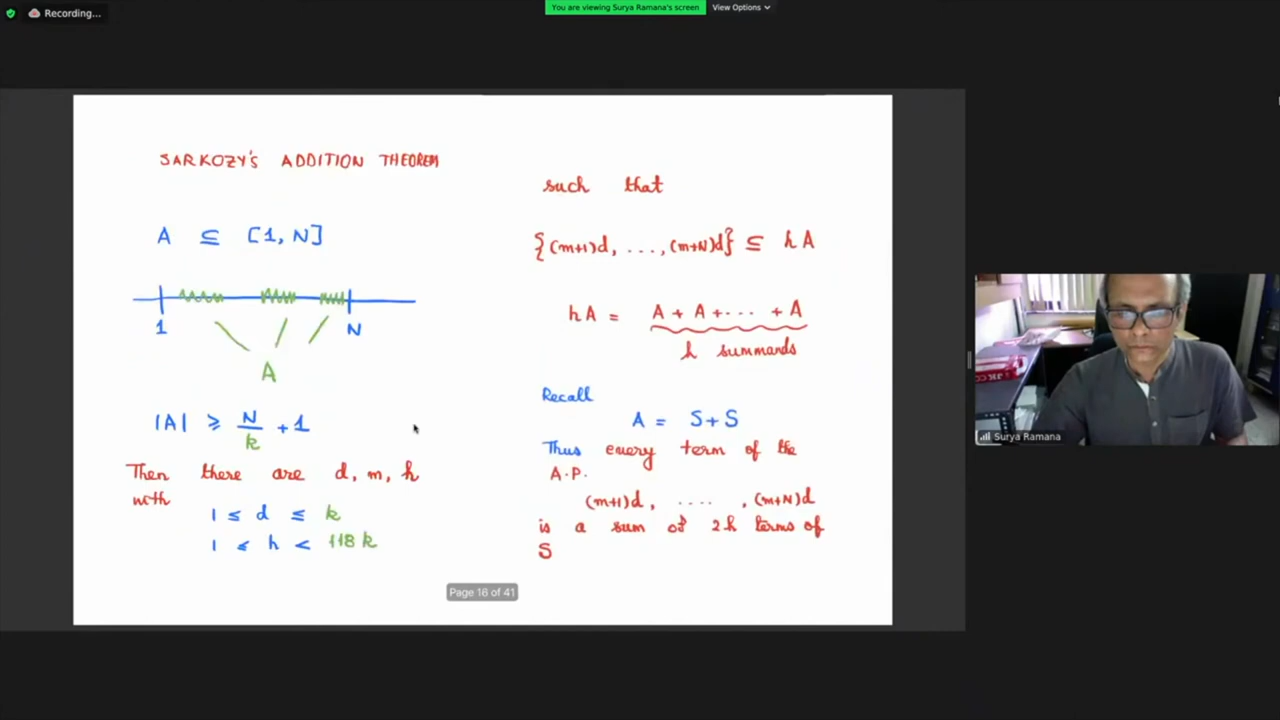 Recording...
You are viewing Surya Ramana's screen
View Options
SARKOZY'S ADDITION THEOREM
A ⊆ [1, N]
1 N
A
|A| ⩾ N/k + 1
Then there are d, m, h
with
1 ≤ d ≤ k
1 ≤ h < 118 k
such that
{(m+1)d, ..., (m+N)d} ⊆ hA
hA = A + A + ... + A
h summands
Recall
A = S+S
Thus every term of the
A.P.
(m+1)d, ...., (m+N)d
is a sum of 2h terms of
S
Page 16 of 41
Surya Ramana